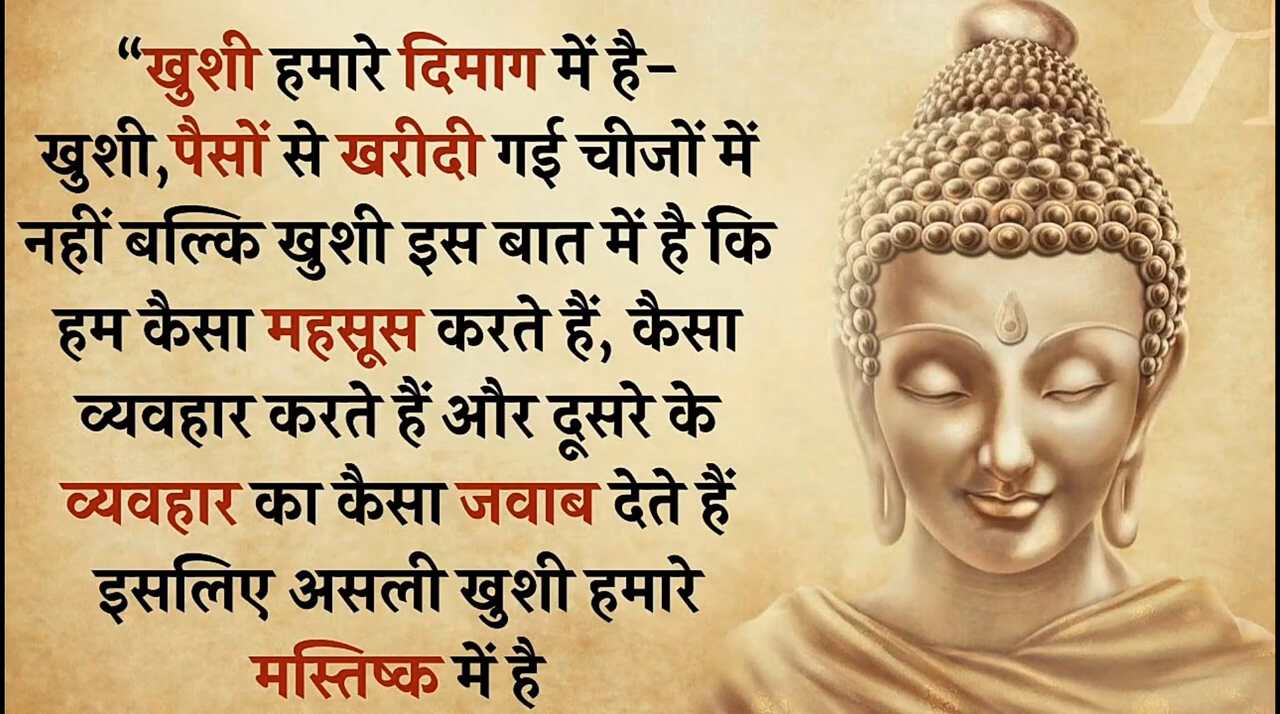 “खुशी हमारे दिमाग में है–
खुशी,पैसों से खरीदी गई चीजों में
नहीं बल्कि खुशी इस बात में है कि
हम कैसा महसूस करते हैं, कैसा
व्यवहार करते हैं और दूसरे के
व्यवहार का कैसा जवाब देते हैं
इसलिए असली खुशी हमारे
मस्तिष्क में है